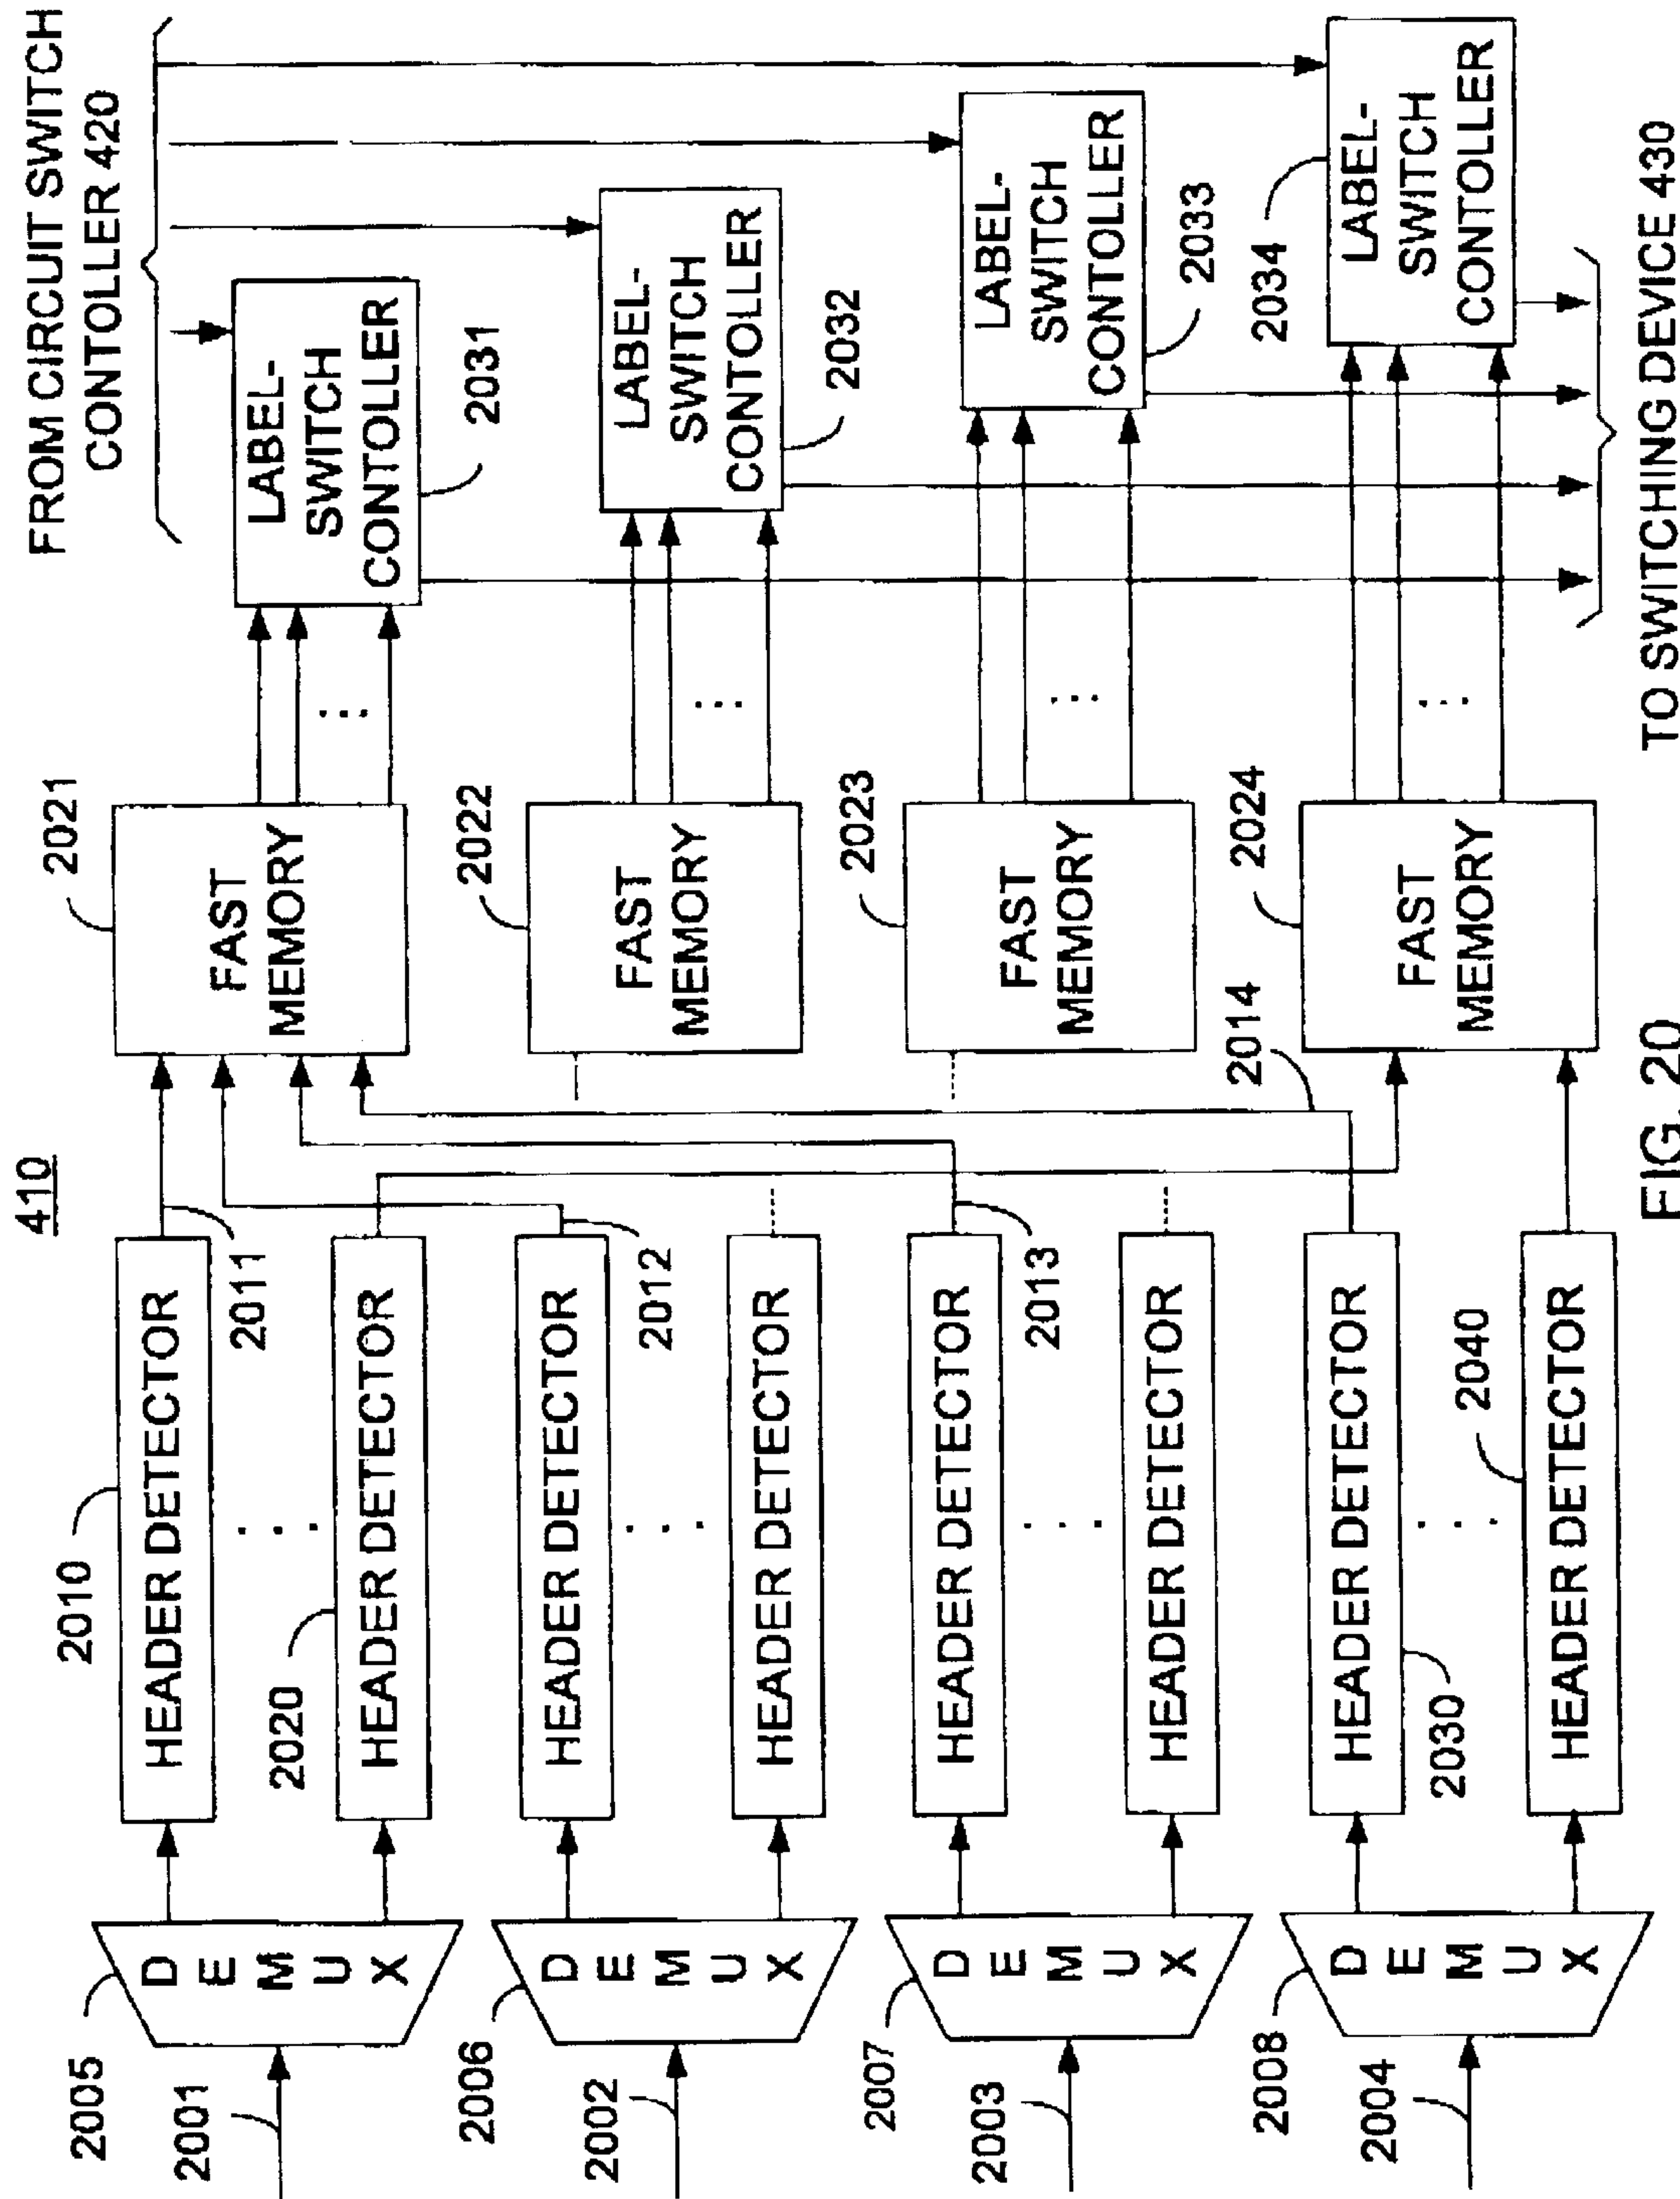 410
FROM CIRCUIT SWITCH
CONTOLLER 420
2005
2001
DEMUX
2010
HEADER DETECTOR
2011
. . .
2020
HEADER DETECTOR
2021
FAST
MEMORY
...
LABEL-
SWITCH
CONTOLLER
2031
2006
2002
DEMUX
HEADER DETECTOR
2012
. . .
HEADER DETECTOR
2022
FAST
MEMORY
...
LABEL-
SWITCH
CONTOLLER
2032
2007
2003
DEMUX
HEADER DETECTOR
2013
. . .
HEADER DETECTOR
2023
FAST
MEMORY
...
LABEL-
SWITCH
CONTOLLER
2033
2008
2004
DEMUX
HEADER DETECTOR
2030
. . .
2040
HEADER DETECTOR
2014
2024
FAST
MEMORY
...
2034
LABEL-
SWITCH
CONTOLLER
TO SWITCHING DEVICE 430
FIG. 20